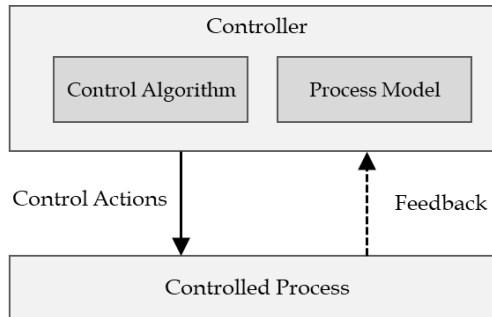 Controller
Control Algorithm
Process Model
Control Actions
Feedback
Controlled Process